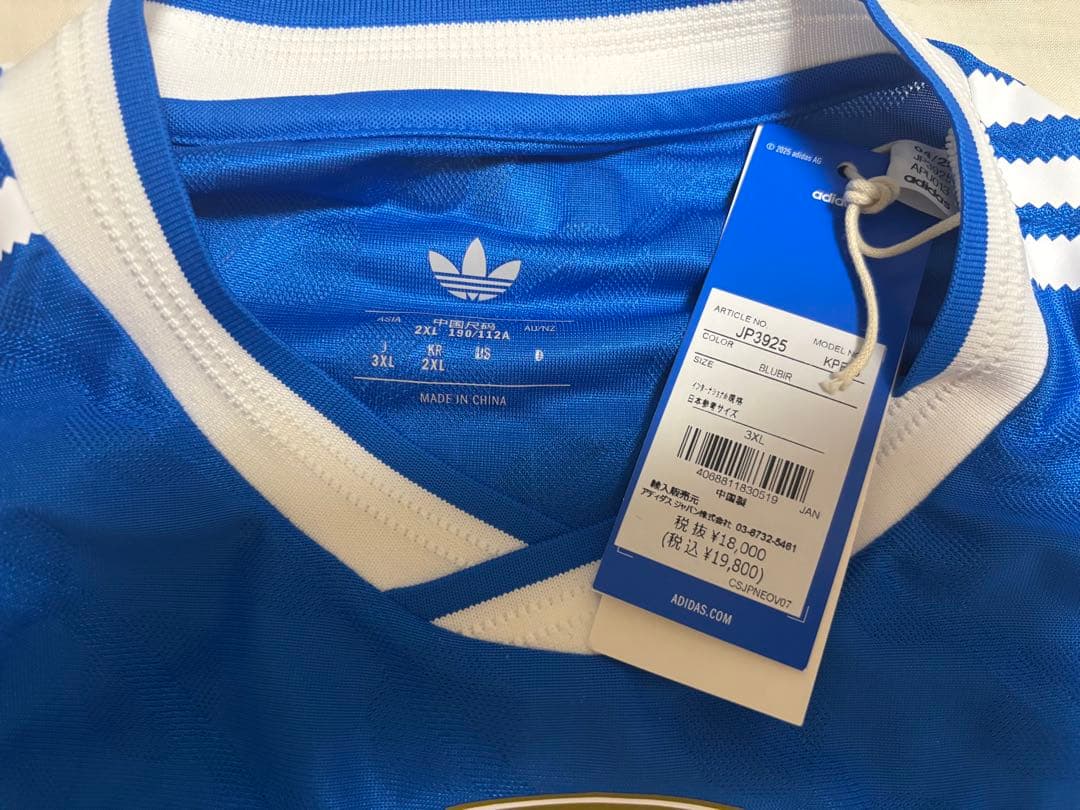 ASIA 中国尺码 AU/NZ
2XL 190/112A
J KR US
3XL 2XL
MADE IN CHINA
© 2025 adidas AG
04/25
adidas
ARTICLE NO.
JP3925
MODEL
COLOR
BLUBIR
SIZE
インターナショナル規格
日本参考サイズ
3XL
4068811830519
JAN
輸入販売元 中国製
アディダス ジャパン株式会社 03-6732-5461
税抜 ¥18,000
(税込 ¥19,800)
CSJPNEOV07
ADIDAS.COM